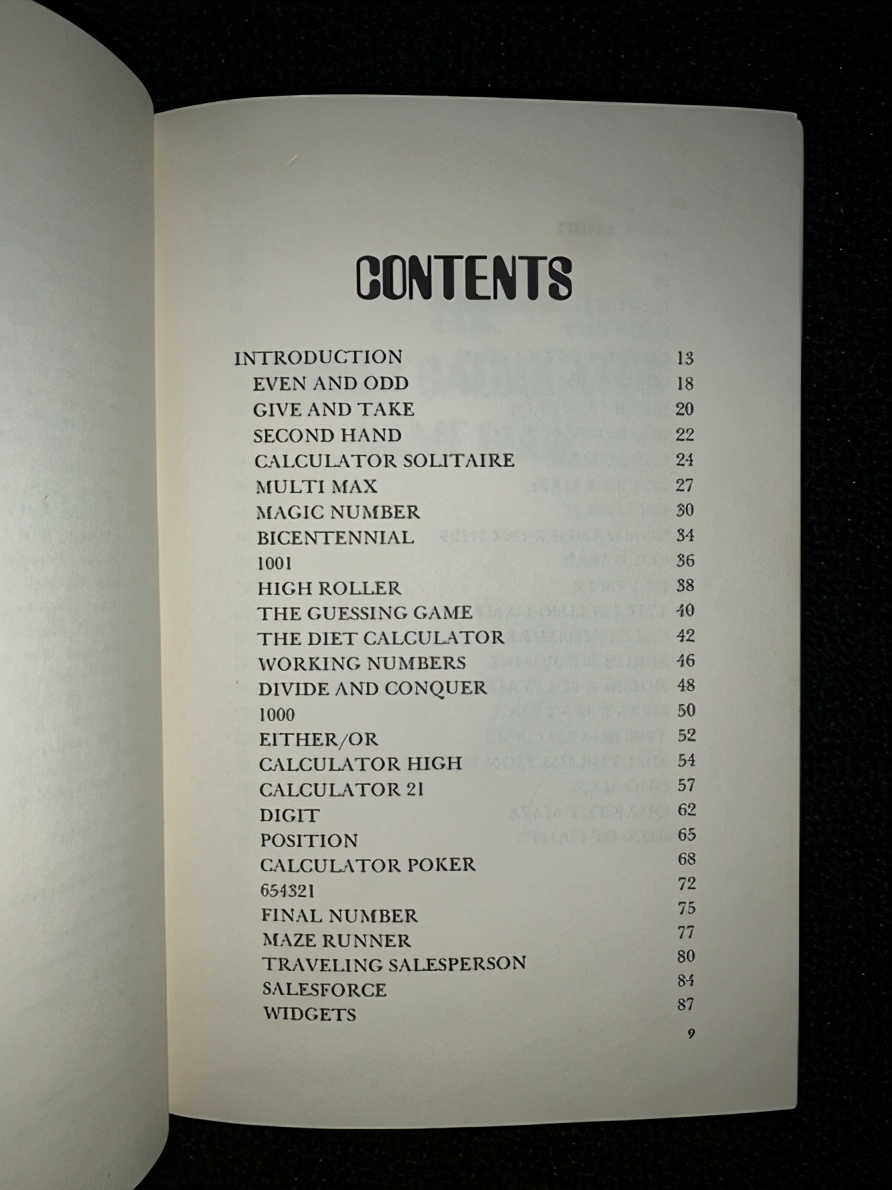 CONTENTS
INTRODUCTION 13
EVEN AND ODD 18
GIVE AND TAKE 20
SECOND HAND 22
CALCULATOR SOLITAIRE 24
MULTI MAX 27
MAGIC NUMBER 30
BICENTENNIAL 34
1001 36
HIGH ROLLER 38
THE GUESSING GAME 40
THE DIET CALCULATOR 42
WORKING NUMBERS 46
DIVIDE AND CONQUER 48
1000 50
EITHER/OR 52
CALCULATOR HIGH 54
CALCULATOR 21 57
DIGIT 62
POSITION 65
CALCULATOR POKER 68
654321 72
FINAL NUMBER 75
MAZE RUNNER 77
TRAVELING SALESPERSON 80
SALESFORCE 84
WIDGETS 87
9